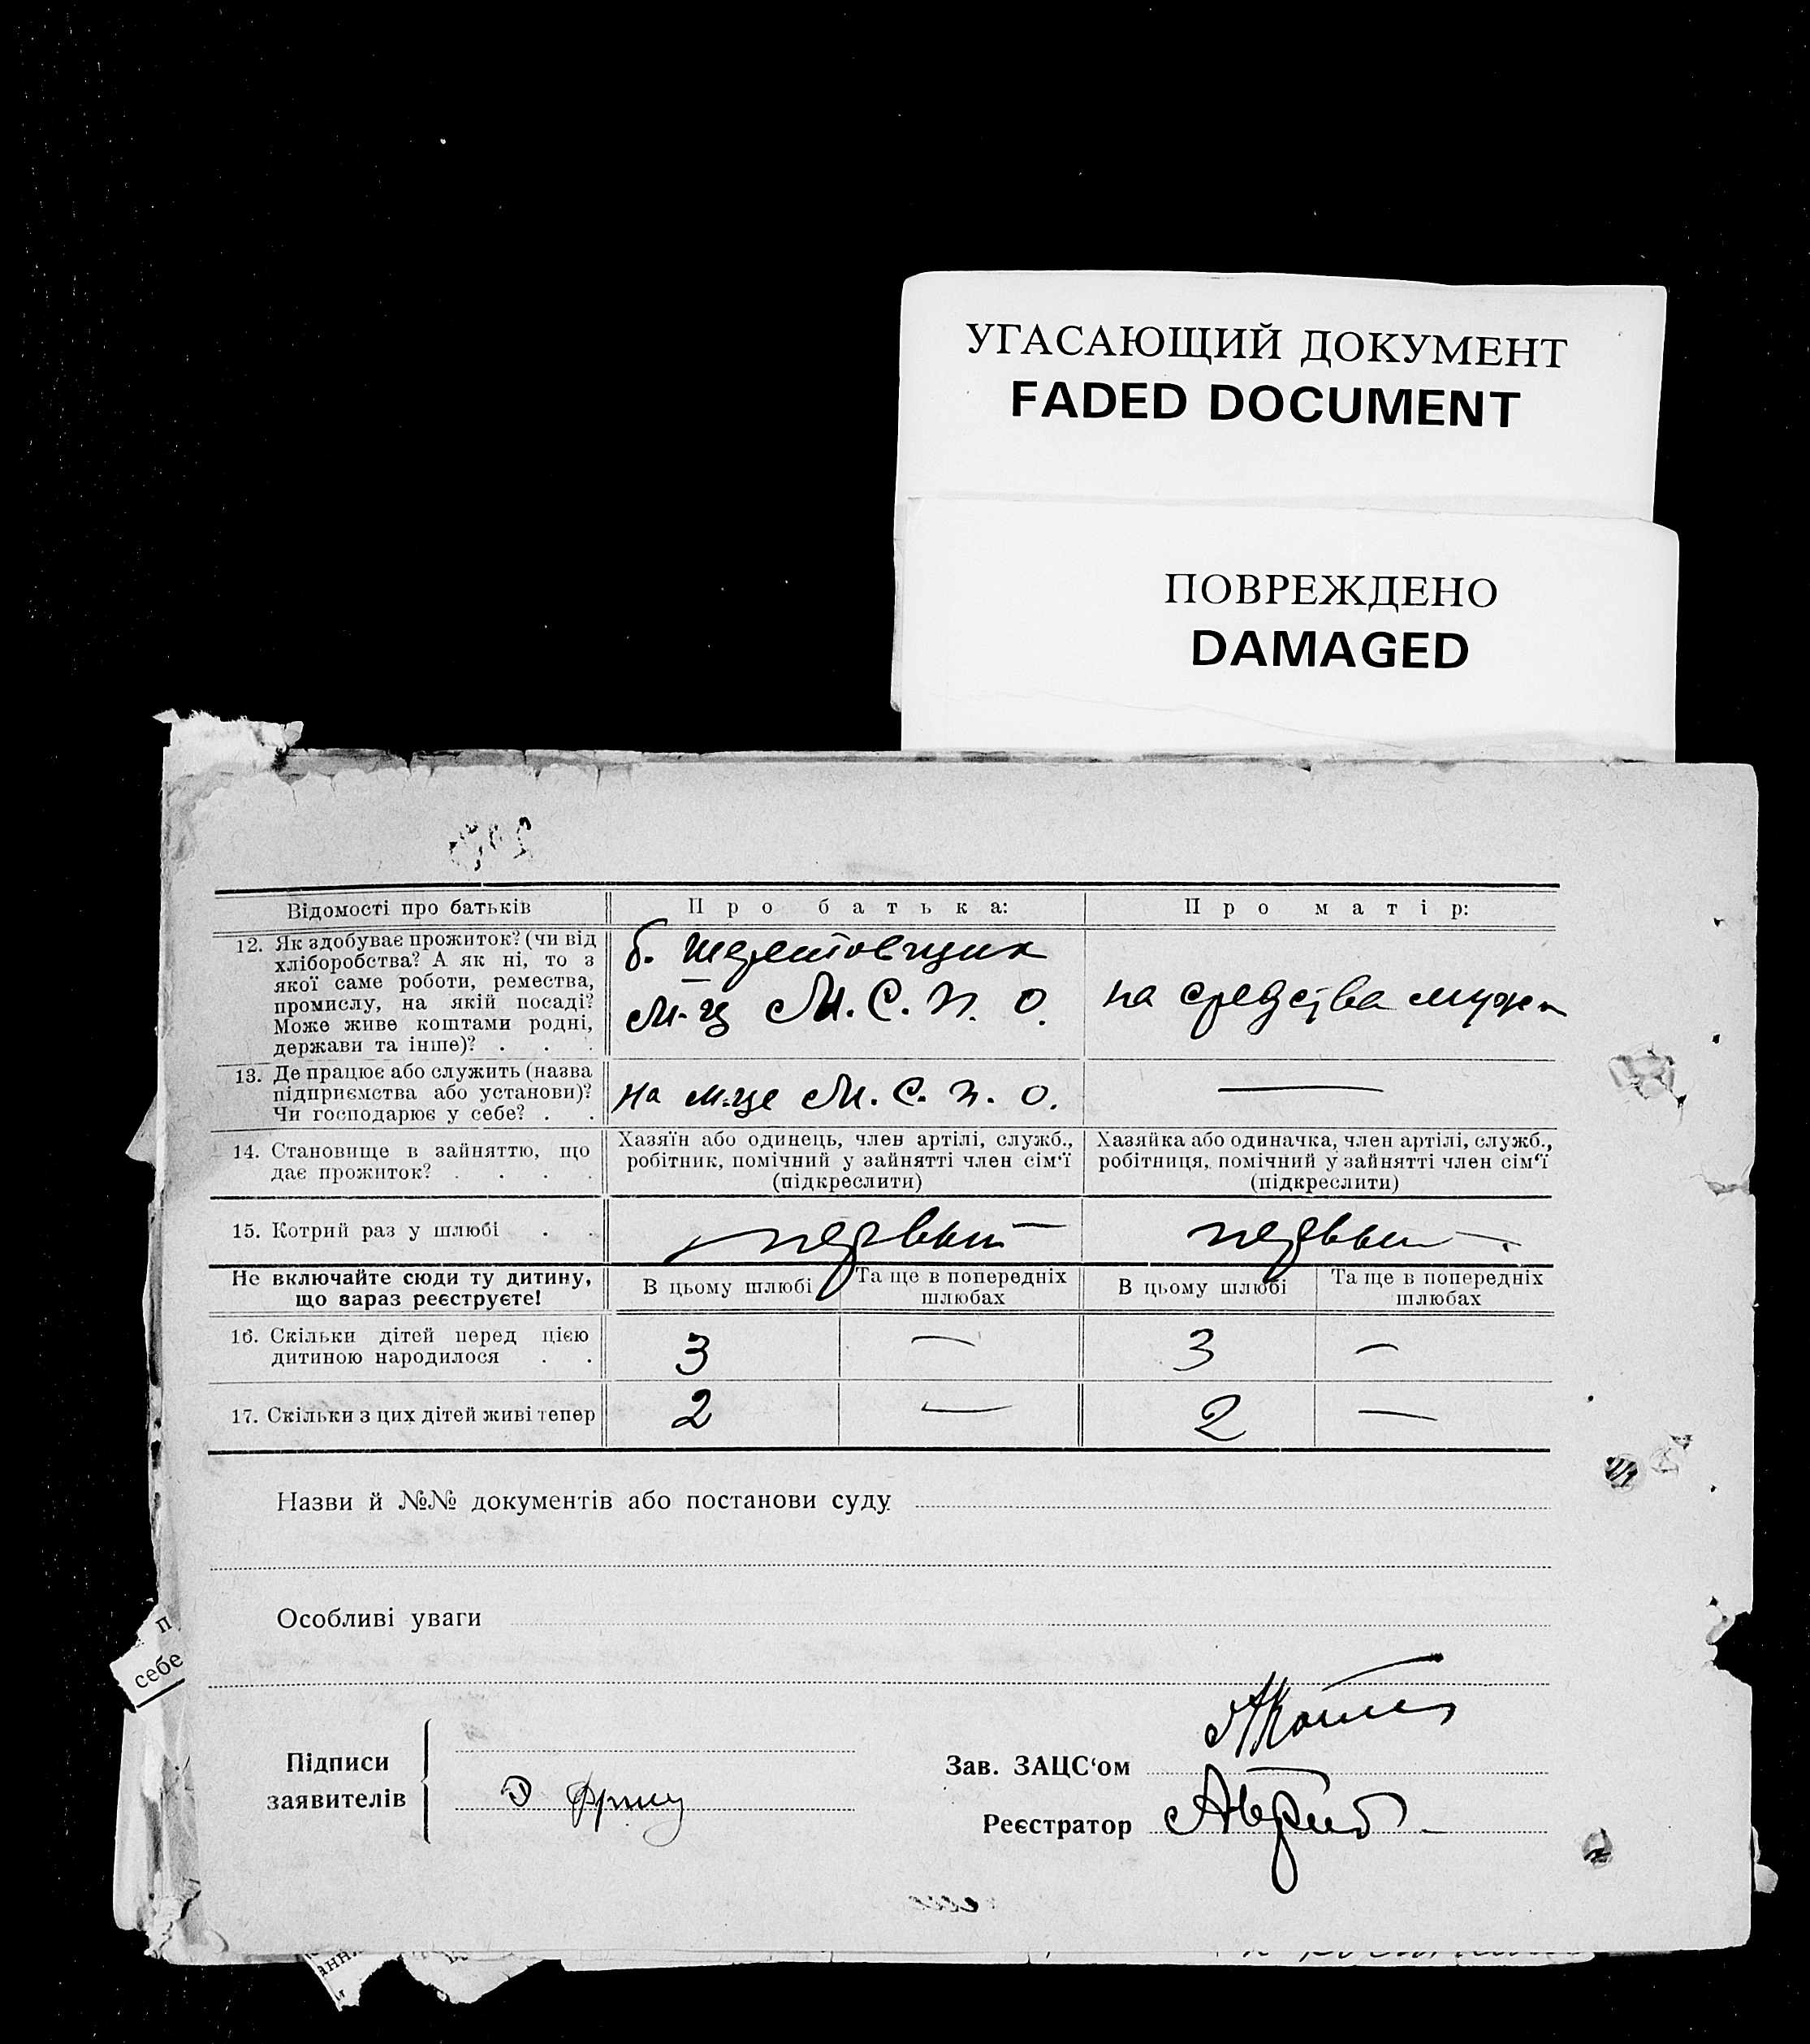 УГАСАЮЩИЙ ДОКУМЕНТ
FADED DOCUMENT
ПОВРЕЖДЕНО
DAMAGED
Відомості про батьків
Про батька:
Про матір:
12. Як здобуває прожиток? (чи від
хліборобства? А як ні, то з
якої саме роботи, ремества,
промислу, на якій посаді?
Може живе коштами родні,
держави та інше)? . . .
б.
м-ц М. С. П. О.
на средства мужа
13. Де працює або служить (назва
підприємства або установи)?
Чи господарює у себе? . .
на м-це М. С. П. О.
—
14. Становище в зайняттю, що
дає прожиток? . . . .
Хазяїн або одинець, член артілі, служб.,
робітник, помічний у зайнятті член сім‘ї
(підкреслити)
Хазяйка або одиначка, член артілі, служб.,
робітниця, помічний у зайнятті член сім‘ї
(підкреслити)
15. Котрий раз у шлюбі . .
первый
первый
Не включайте сюди ту дитину,
що зараз реєструєте!
В цьому шлюбі
Та ще в попередніх
шлюбах
В цьому шлюбі
Та ще в попередніх
шлюбах
16. Скільки дітей перед цією
дитиною народилося . .
3
—
3
—
17. Скільки з цих дітей живі тепер
2
—
2
—
Назви й №№ документів або постанови суду
Особливі уваги
п
себе
Підписи
заявителів
Зав. ЗАЦС‘ом
Реєстратор